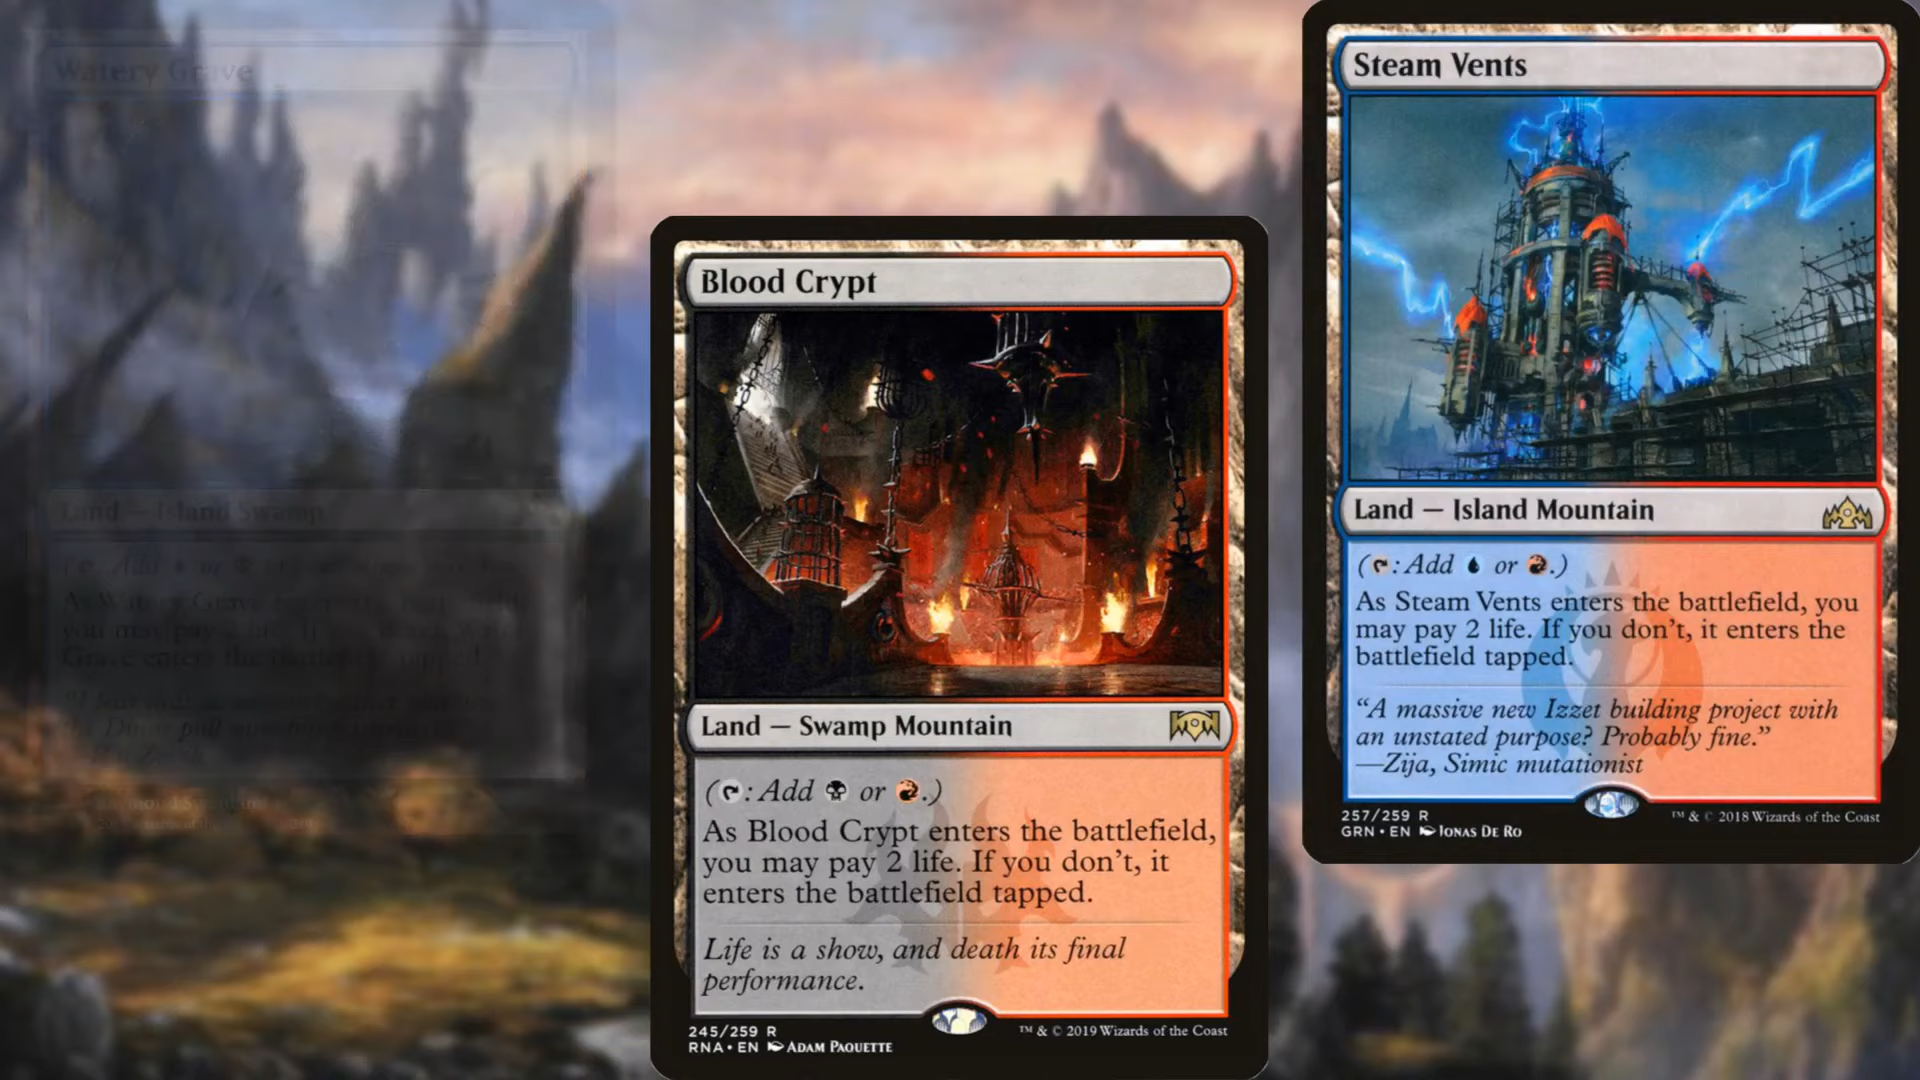 Watery Grave
Land — Island Swamp
Blood Crypt
Land — Swamp Mountain
( : Add or .)
As Blood Crypt enters the battlefield,
you may pay 2 life. If you don't, it
enters the battlefield tapped.
Life is a show, and death its final
performance.
245/259 R
RNA • EN ADAM PAQUETTE
™ & © 2019 Wizards of the Coast
Steam Vents
Land — Island Mountain
( : Add or .)
As Steam Vents enters the battlefield, you
may pay 2 life. If you don't, it enters the
battlefield tapped.
“A massive new Izzet building project with
an unstated purpose? Probably fine.”
—Zija, Simic mutationist
257/259 R
GRN • EN JONAS DE RO
™ & © 2018 Wizards of the Coast